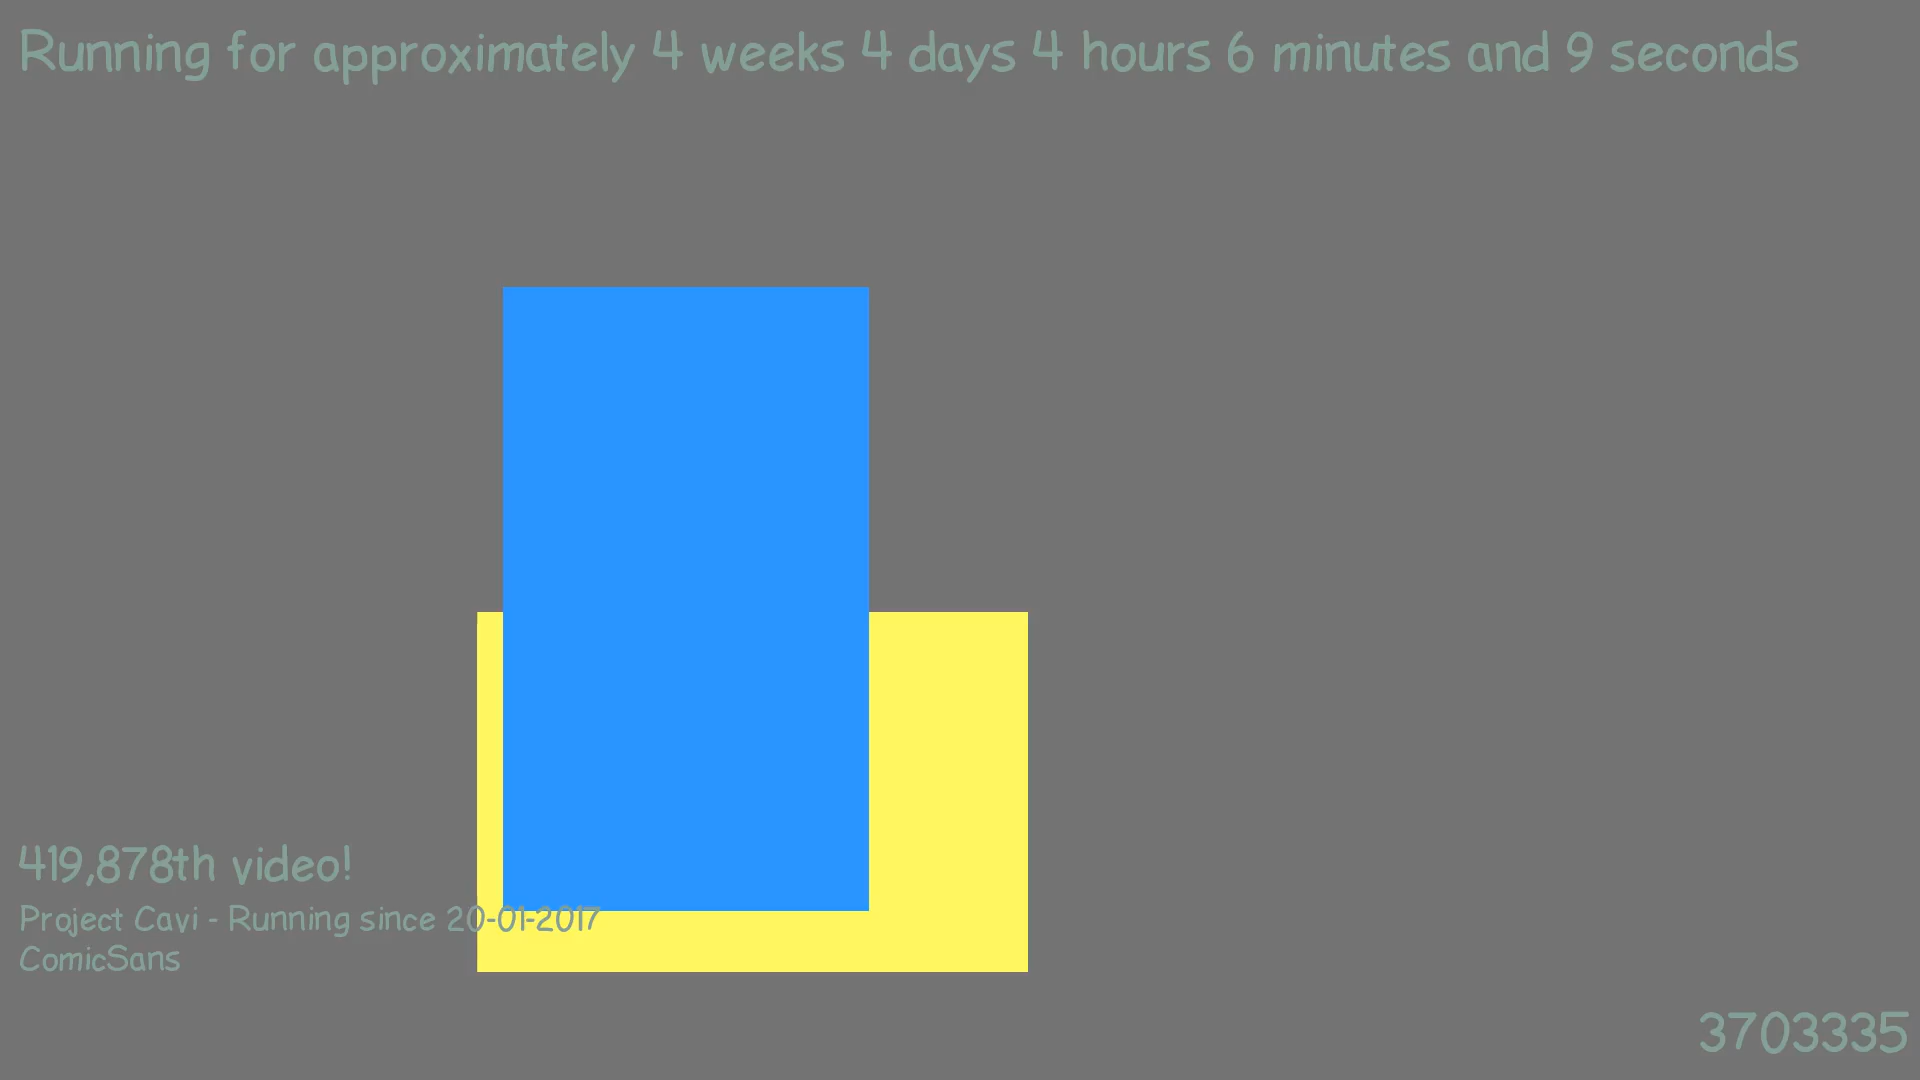 Running for approximately 4 weeks 4 days 4 hours 6 minutes and 9 seconds
419,878th video!
Project Cavi - Running since 20-01-2017
ComicSans
3703335